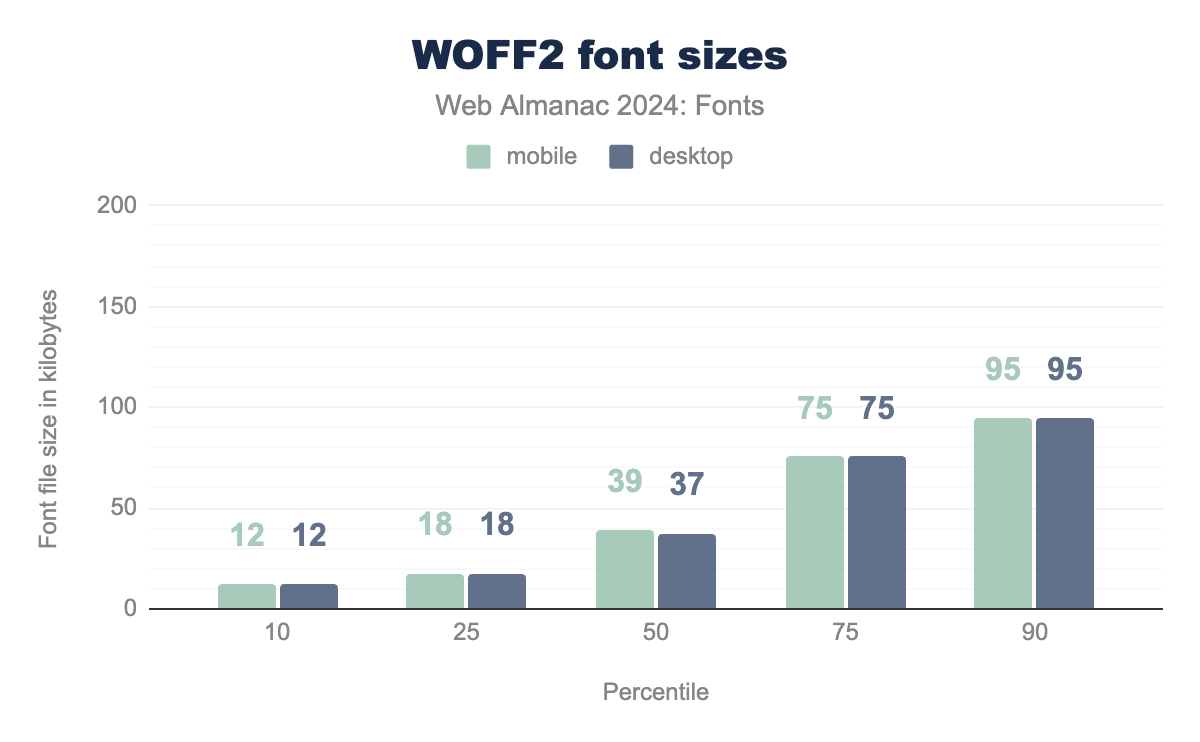 WOFF2 font sizes
Web Almanac 2024: Fonts
mobile desktop
200
150
100
50
0
Font file size in kilobytes
12 12
18 18
39 37
75 75
95 95
10 25 50 75 90
Percentile